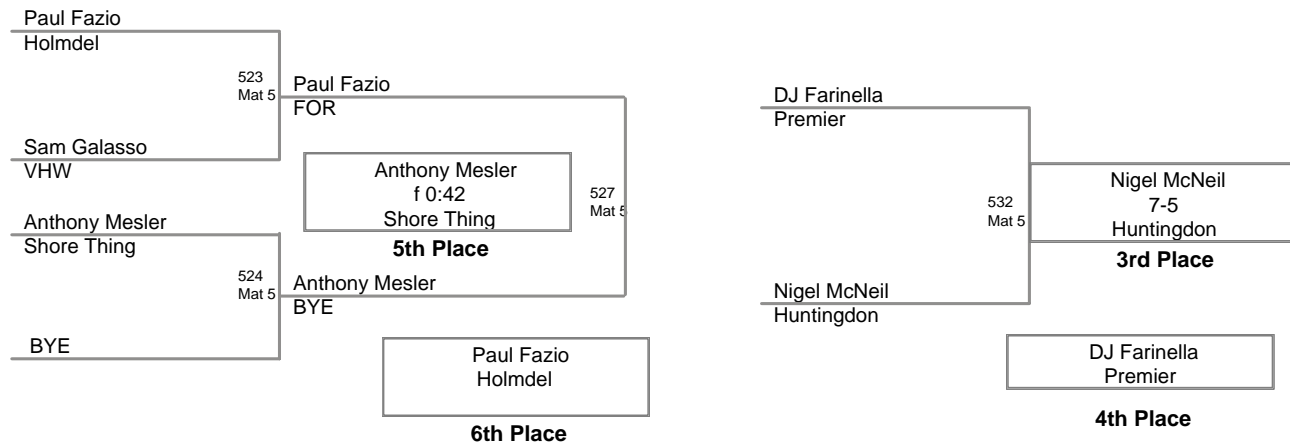 Paul Fazio
Holmdel
523
Mat 5
Paul Fazio
FOR
Sam Galasso
VHW
Anthony Mesler
f 0:42
Shore Thing
5th Place
527
Mat 5
Anthony Mesler
Shore Thing
524
Mat 5
Anthony Mesler
BYE
BYE
Paul Fazio
Holmdel
6th Place
DJ Farinella
Premier
532
Mat 5
Nigel McNeil
7-5
Huntingdon
3rd Place
Nigel McNeil
Huntingdon
DJ Farinella
Premier
4th Place